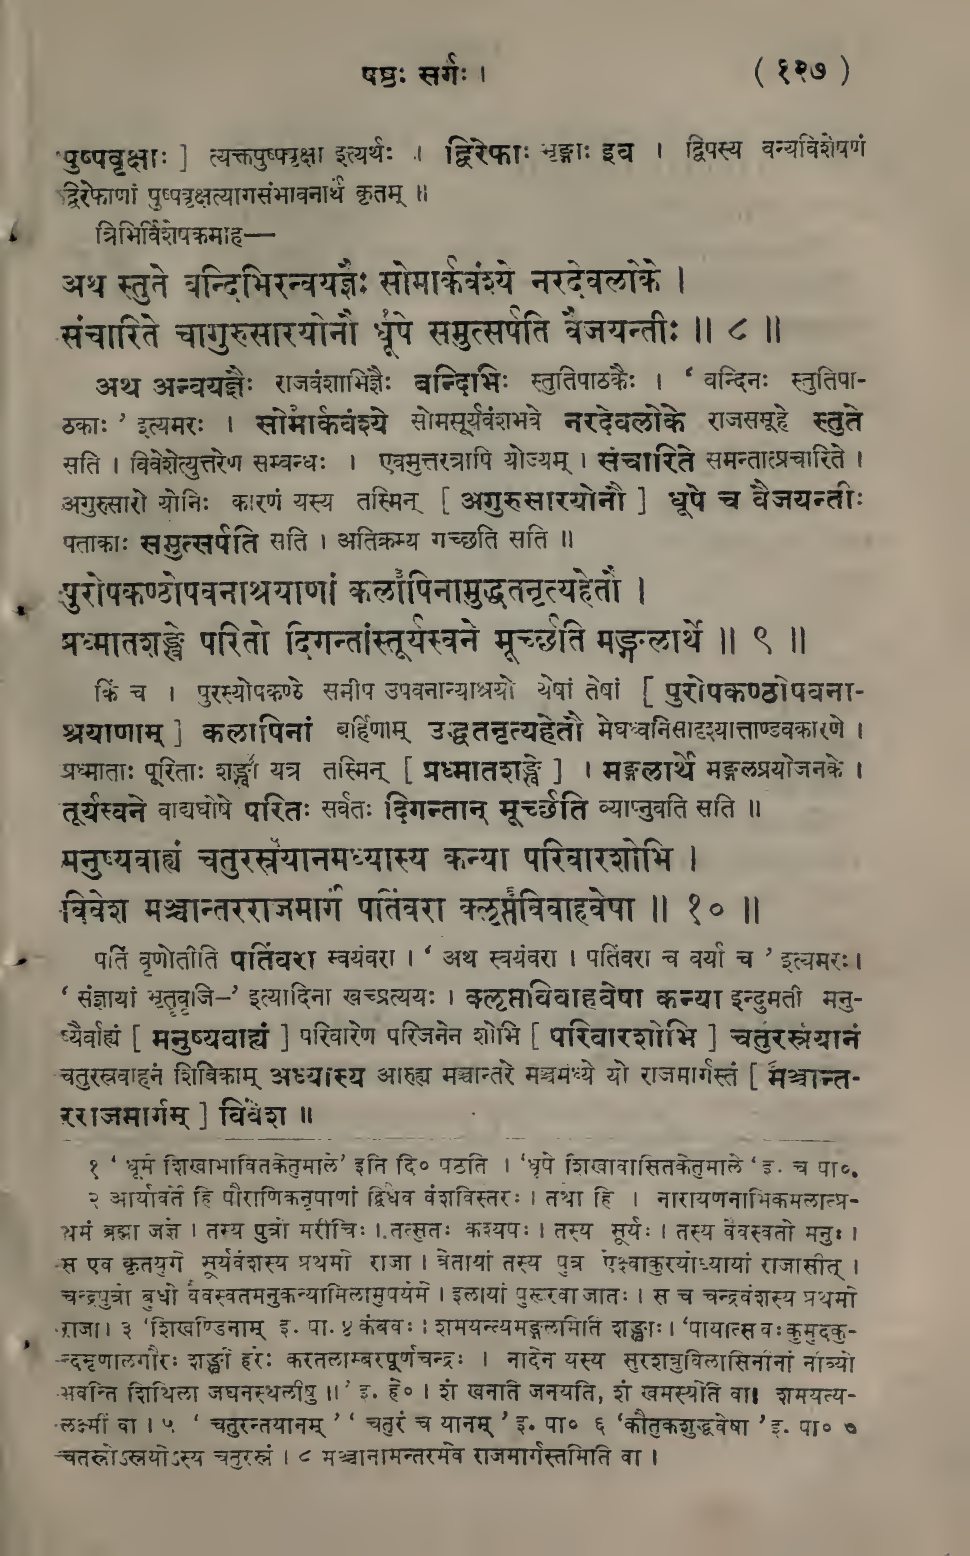 षष्ठः सर्गः । ( १२७ )
पुष्पवृक्षाः ] त्यक्तपुष्पवृक्षा इत्यर्थः । द्विरेफाः भृङ्गाः इव । द्विपस्य वन्यविशेषणं
द्विरेफाणां पुष्पवृक्षत्यागसंभावनार्थं कृतम् ॥
त्रिभिर्विशेषकमाह—
अथ स्तुते वन्दिभिरन्वयज्ञैः सोमार्कवंश्ये नरदेवलोके ।
संचारिते चागुरुसारयोनौ धूपे समुत्सर्पति वैजयन्तीः ॥ ८ ॥
अथ अन्वयज्ञैः राजवंशाभिज्ञैः वन्दिभिः स्तुतिपाठकैः । ‘ वन्दिनः स्तुतिपा-
ठकाः ’ इत्यमरः । सोमार्कवंश्ये सोमसूर्यवंशभवे नरदेवलोके राजसमूहे स्तुते
सति । विवेशेत्युत्तरेण सम्बन्धः । एवमुत्तरत्रापि योज्यम् । संचारिते समन्तात्प्रचारिते ।
अगुरुसारो योनिः कारणं यस्य तस्मिन् [ अगुरुसारयोनौ ] धूपे च वैजयन्तीः
पताकाः समुत्सर्पति सति । अतिक्रम्य गच्छति सति ॥
पुरोपकण्ठोपवनाश्रयाणां कलापिनामुद्धतनृत्यहेतौ ।
प्रध्मातशङ्खे परितो दिगन्तांस्तूर्यस्वने मूर्च्छति मङ्गलार्थे ॥ ९ ॥
किं च । पुरस्योपकण्ठे समीप उपवनान्याश्रयो येषां तेषां [ पुरोपकण्ठोपवना-
श्रयाणाम् ] कलापिनां बर्हिणाम् उद्धतनृत्यहेतौ मेघध्वनिसादृश्यात्ताण्डवकारणे ।
प्रध्माताः पूरिताः शङ्खा यत्र तस्मिन् [ प्रध्मातशङ्खे ] । मङ्गलार्थे मङ्गलप्रयोजनके ।
तूर्यस्वने वाद्यघोषे परितः सर्वतः दिगन्तान् मूर्च्छति व्याप्नुवति सति ॥
मनुष्यवाह्यं चतुरस्रयानमध्यास्य कन्या परिवारशोभि ।
विवेश मञ्चान्तरराजमार्गं पतिंवरा क्लृप्तविवाहवेषा ॥ १० ॥
पतिं वृणोतीति पतिंवरा स्वयंवरा । ‘ अथ स्वयंवरा । पतिंवरा च वर्या च ’ इत्यमरः ।
‘ संज्ञायां भृतृवृजि–’ इत्यादिना खच्प्रत्ययः । क्लृप्तविवाहवेषा कन्या इन्दुमती मनु-
ष्यैर्वाह्यं [ मनुष्यवाह्यं ] परिवारेण परिजनेन शोभि [ परिवारशोभि ] चतुरस्रयानं
चतुरस्रवाहनं शिबिकाम् अध्यास्य आरुह्य मञ्चान्तरे मञ्चमध्ये यो राजमार्गस्तं [ मञ्चान्त-
रराजमार्गम् ] विवेश ॥
१ ‘ धूमे शिखाभावितकेतुमाले’ इति दि० पठति । ‘धूपे शिखावासितकेतुमाले ‘ इ. च पा०.
२ आर्यावर्ते हि पौराणिकनृपाणां द्विधैव वंशविस्तरः । तथा हि । नारायणनाभिकमलात्प्र-
थमं ब्रह्मा जज्ञे । तस्य पुत्रो मरीचिः । तत्सुतः कश्यपः । तस्य सूर्यः । तस्य वैवस्वतो मनुः ।
स एव कृतयुगे सूर्यवंशस्य प्रथमो राजा । त्रेतायां तस्य पुत्र ऐक्ष्वाकुरयोध्यायां राजासीत् ।
चन्द्रपुत्रो बुधो वैवस्वतमनुकन्यामिलामुपयेमे । इलायां पुरूरवा जातः । स च चन्द्रवंशस्य प्रथमो
राजा । ३ ‘शिखण्डिनाम् इ. पा. ४ कंबवः । शमयन्त्यमङ्गलमिति शङ्खाः । ‘पायात्स वः कुमुदकु-
न्दमृणालगौरः शङ्खो हरेः करतलाम्बरपूर्णचन्द्रः । नादेन यस्य सुरशत्रुविलासिनीनां नीव्यो
भवन्ति शिथिला जघनस्थलीषु ॥’ इ. हे० । शं खनति जनयति, शं खमस्येति वा। शमयत्य-
लक्ष्मीं वा । ५ ‘ चतुरन्तयानम् ’ ‘ चतुरं च यानम् ’ इ. पा० ६ ‘कौतुकशुद्धवेषा ’ इ. पा० ७
चतस्रोऽस्रयोऽस्य चतुरस्रं । ८ मञ्चानामन्तरमेव राजमार्गस्तमिति वा ।